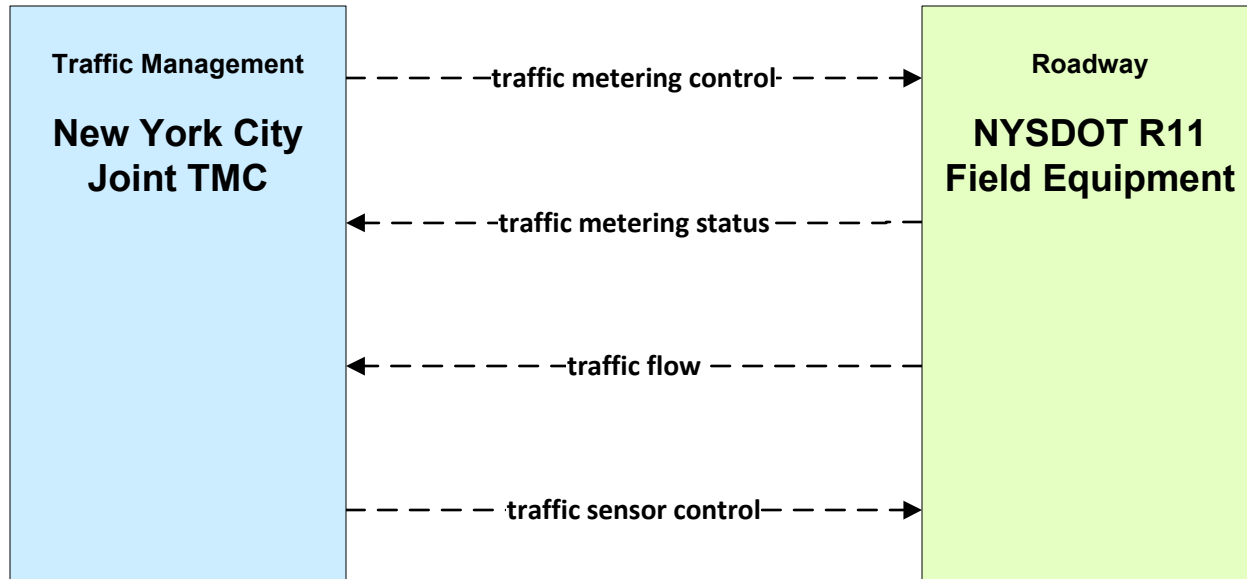 Traffic Management
New York City
Joint TMC
traffic metering control
traffic metering status
traffic flow
traffic sensor control
Roadway
NYSDOT R11
Field Equipment